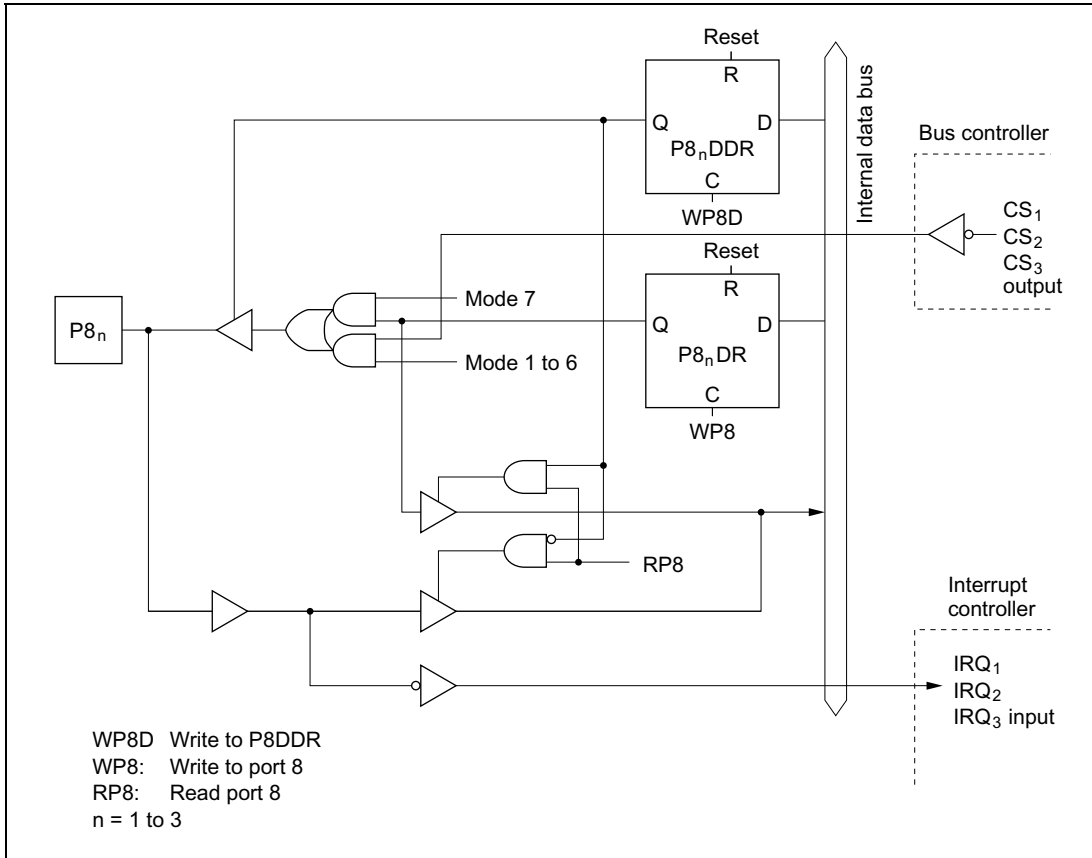 Reset
R
Q D
P8nDDR
C
WP8D
Internal data bus
Bus controller
CS1
CS2
CS3
output
Reset
R
Q D
P8nDR
C
WP8
P8n
Mode 7
Mode 1 to 6
RP8
Interrupt
controller
IRQ1
IRQ2
IRQ3 input
WP8D Write to P8DDR
WP8: Write to port 8
RP8: Read port 8
n = 1 to 3